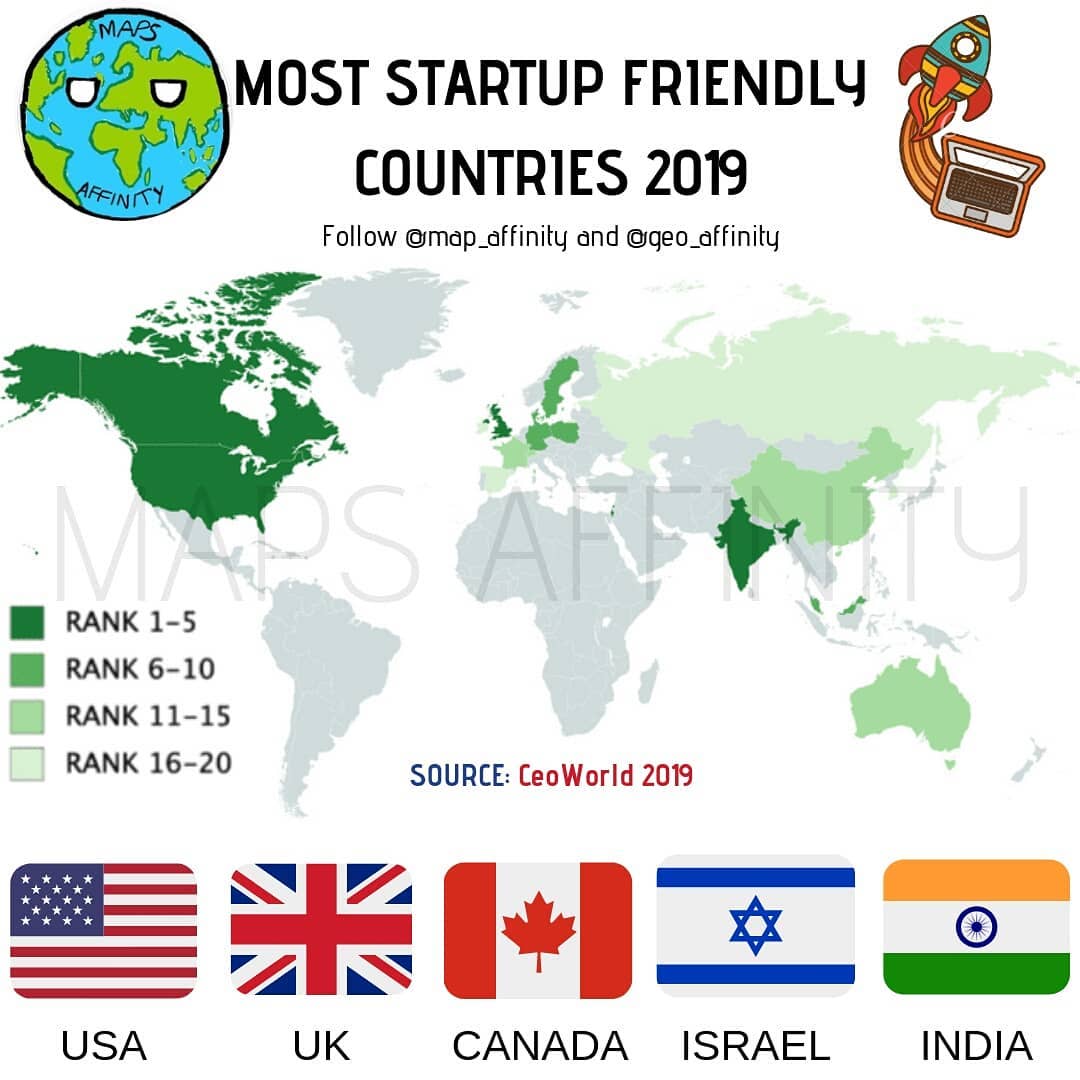 MAPS
AFFINITY
MOST STARTUP FRIENDLY
COUNTRIES 2019
Follow @map_affinity and @geo_affinity
MAPS AFFINITY
RANK 1-5
RANK 6-10
RANK 11-15
RANK 16-20
SOURCE: CeoWorld 2019
USA
UK
CANADA
ISRAEL
INDIA